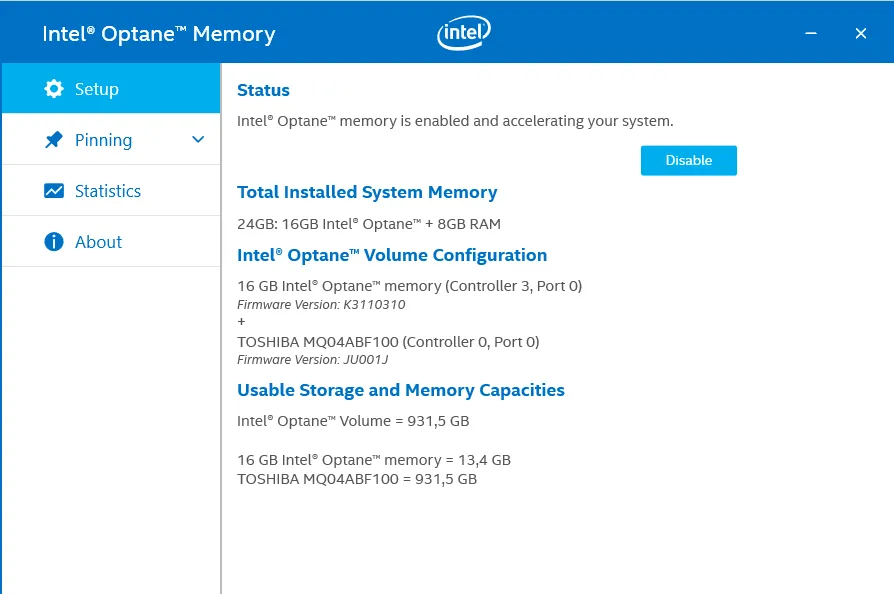 Intel® Optane™ Memory
intel
Setup
Pinning
Statistics
About
Status
Intel® Optane™ memory is enabled and accelerating your system.
Disable
Total Installed System Memory
24GB: 16GB Intel® Optane™ + 8GB RAM
Intel® Optane™ Volume Configuration
16 GB Intel® Optane™ memory (Controller 3, Port 0)
Firmware Version: K3110310
+
TOSHIBA MQ04ABF100 (Controller 0, Port 0)
Firmware Version: JU001J
Usable Storage and Memory Capacities
Intel® Optane™ Volume = 931,5 GB
16 GB Intel® Optane™ memory = 13,4 GB
TOSHIBA MQ04ABF100 = 931,5 GB